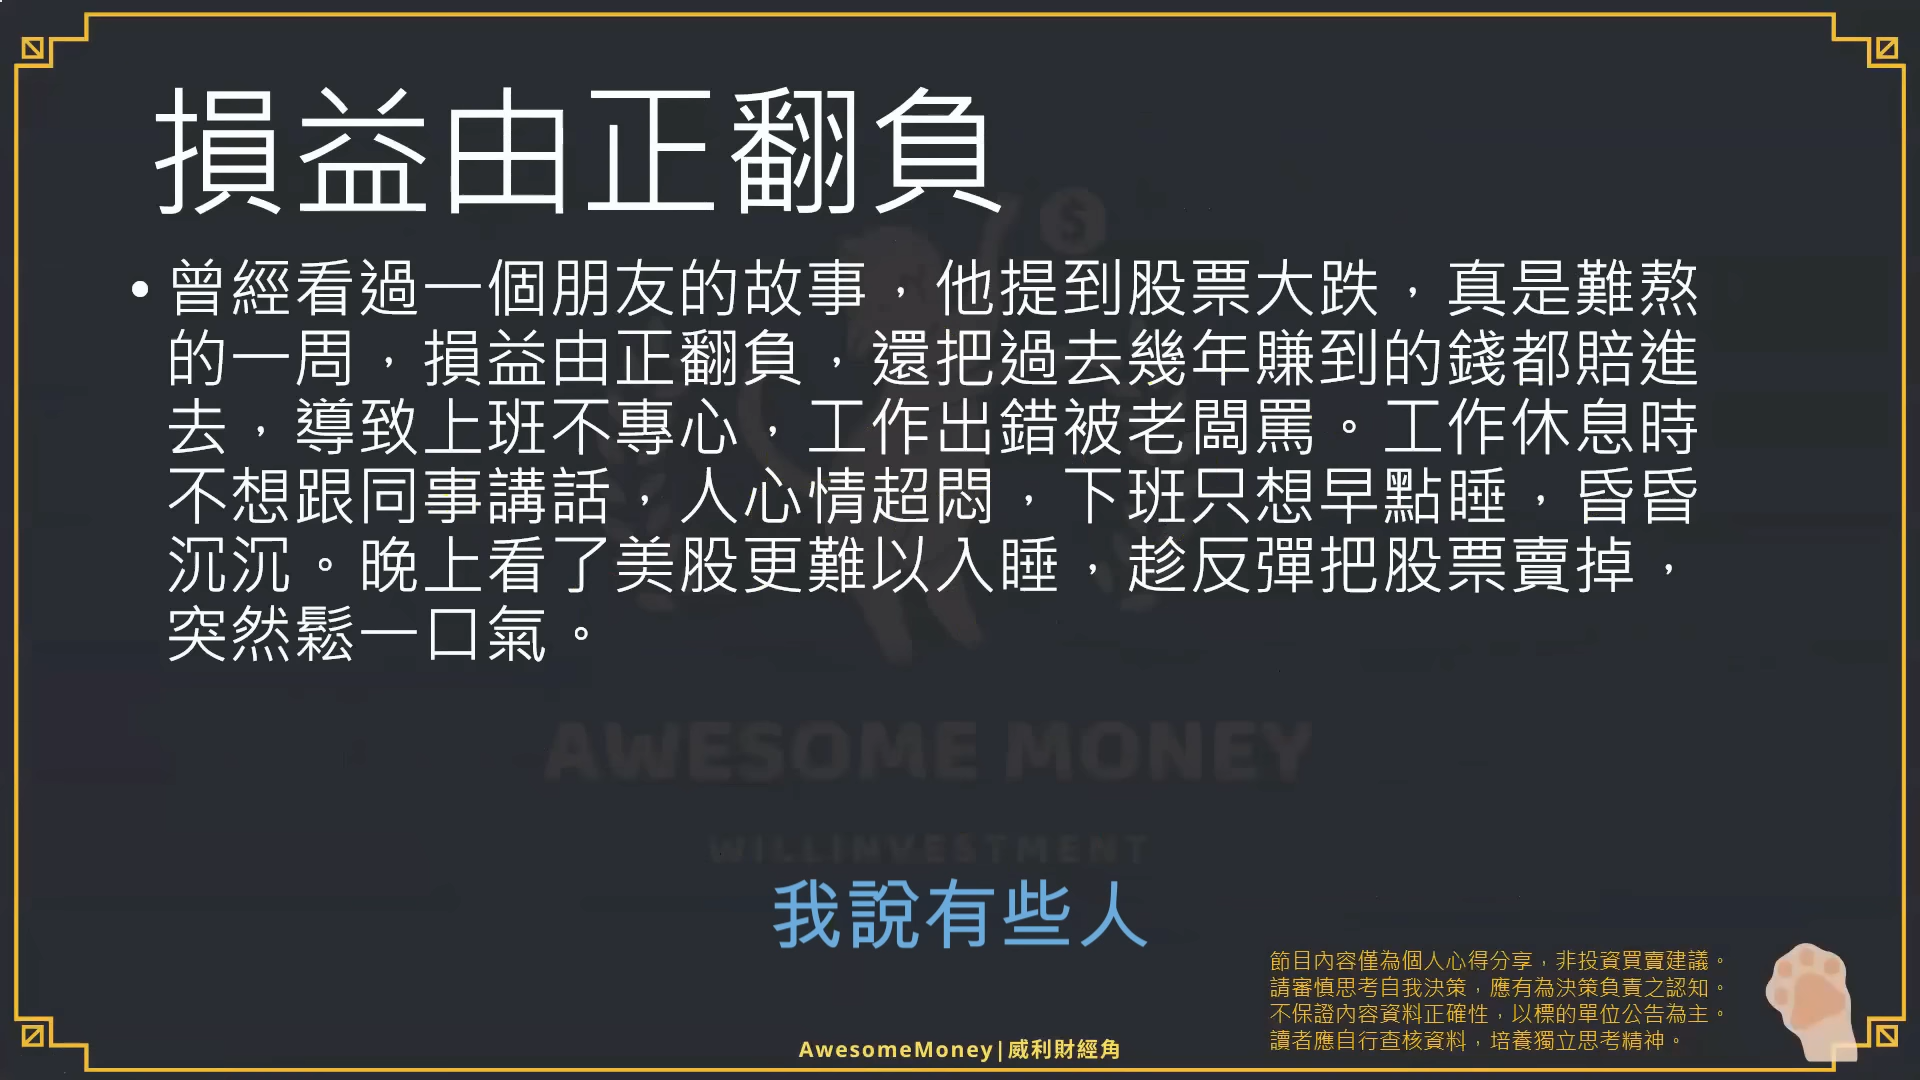 損益由正翻負
•曾經看過一個朋友的故事，他提到股票大跌，真是難熬
的一周，損益由正翻負，還把過去幾年賺到的錢都賠進
去，導致上班不專心，工作出錯被老闆罵。工作休息時
不想跟同事講話，人心情超悶，下班只想早點睡，昏昏
沉沉。晚上看了美股更難以入睡，趁反彈把股票賣掉，
突然鬆一口氣。
AWESOME MONEY
WILLINVESTMENT
我說有些人
節目內容僅為個人心得分享，非投資買賣建議。
請審慎思考自我決策，應有為決策負責之認知。
不保證內容資料正確性，以標的單位公告為主。
讀者應自行查核資料，培養獨立思考精神。
AwesomeMoney|威利財經角